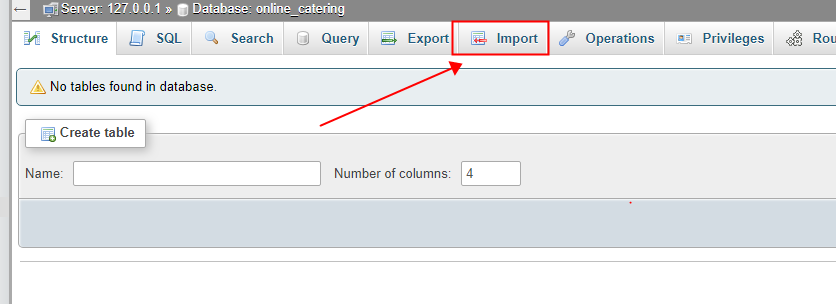 ← Server: 127.0.0.1 » Database: online_catering
Structure SQL Search Query Export Import Operations Privileges Rou
No tables found in database.
Create table
Name: Number of columns: 4